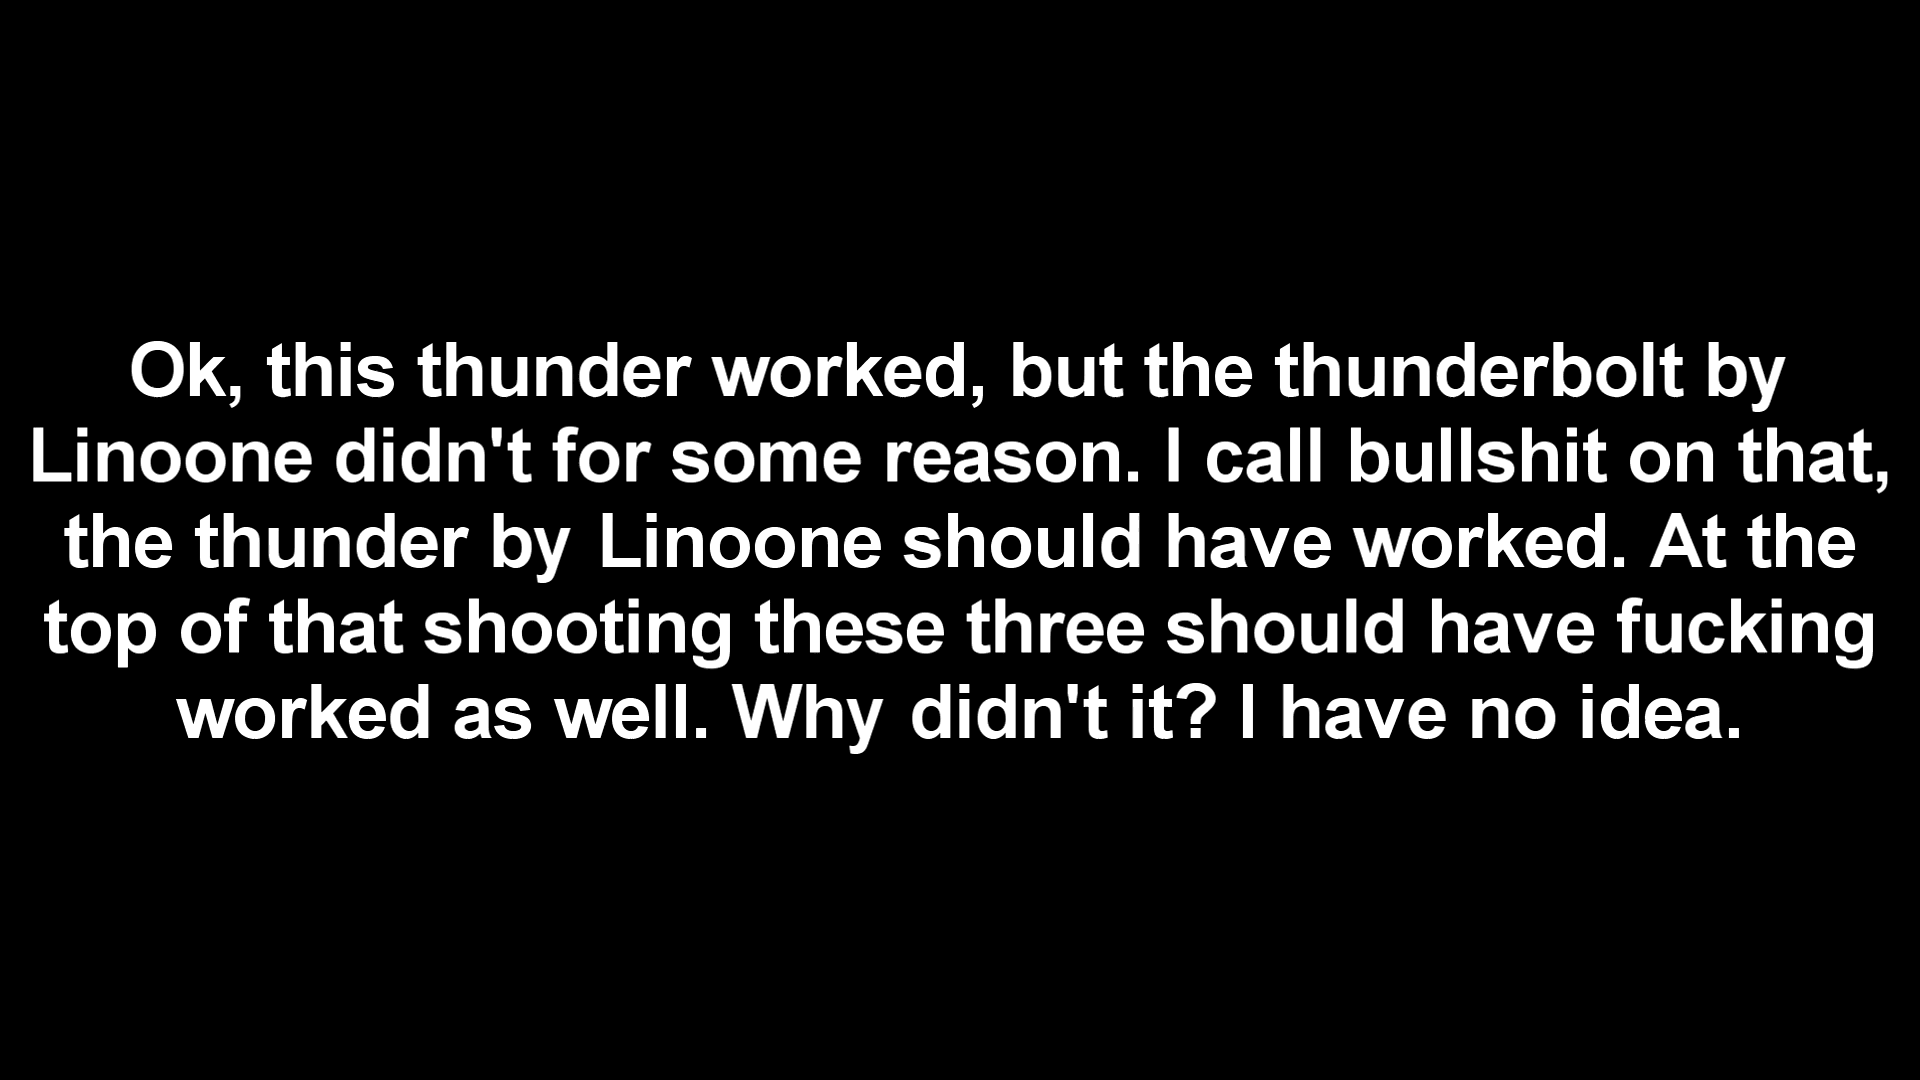 Ok, this thunder worked, but the thunderbolt by
Linoone didn't for some reason. I call bullshit on that,
the thunder by Linoone should have worked. At the
top of that shooting these three should have fucking
worked as well. Why didn't it? I have no idea.